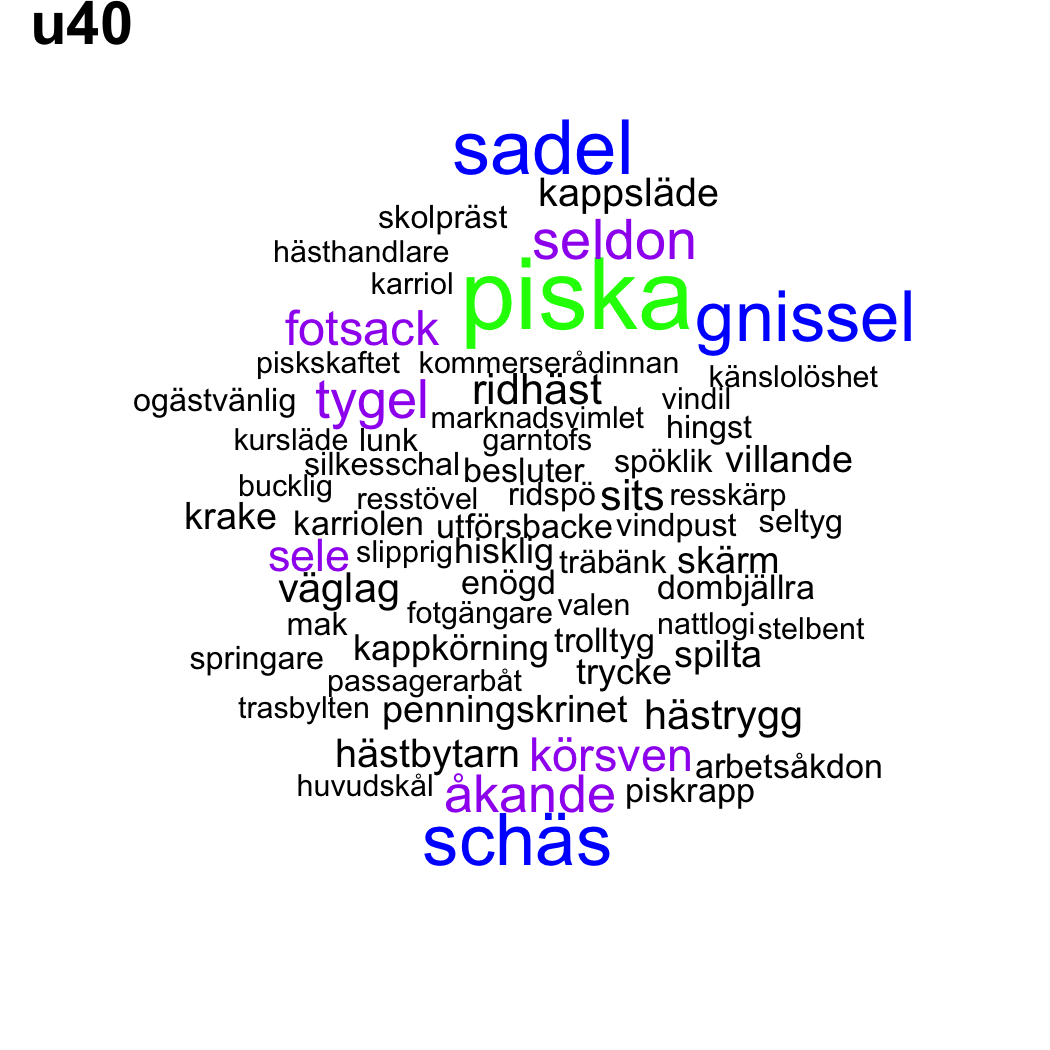 u40
sadel
kappsläde
skolpräst
seldon
hästhandlare
karriol
piska
gnissel
fotsack
piskskaftet kommerserådinnan
känslolöshet
ogästvänlig tygel ridhäst vindil
marknadsvimlet hingst
kursläde lunk garntofs
silkesschal besluter spöklik villande
bucklig resstövel ridspö sits resskärp
krake karriolen utförsbacke vindpust seltyg
sele slipprig hisklig träbänk skärm
väglag enögd dombjällra
fotgängare valen
mak nattlogi stelbent
springare kappkörning trolltyg spilta
passagerarbåt trycke
trasbylten penningskrinet hästrygg
hästbytarn körsven arbetsåkdon
huvudskål åkande piskrapp
schäs